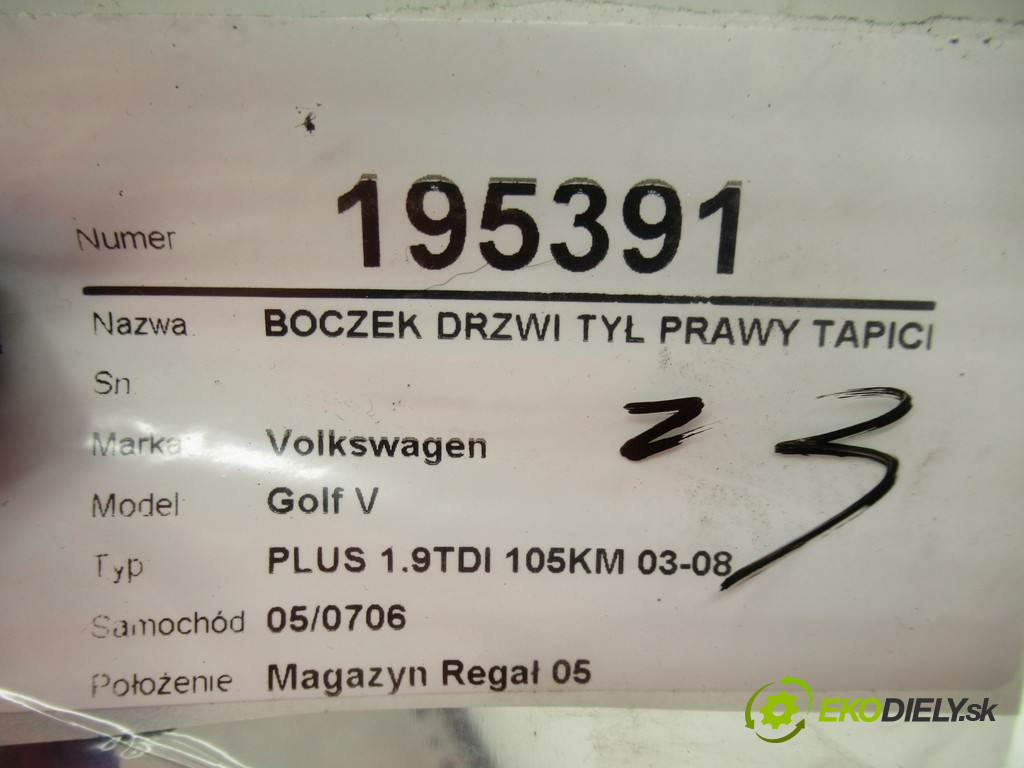 Numer 195391
Nazwa BOCZEK DRZWI TYŁ PRAWY TAPICI
Sn
Marka Volkswagen
Model Golf V
Typ PLUS 1.9TDI 105KM 03-08
Samochód 05/0706
Położenie Magazyn Regał 05
z 3
EKODIELY.sk